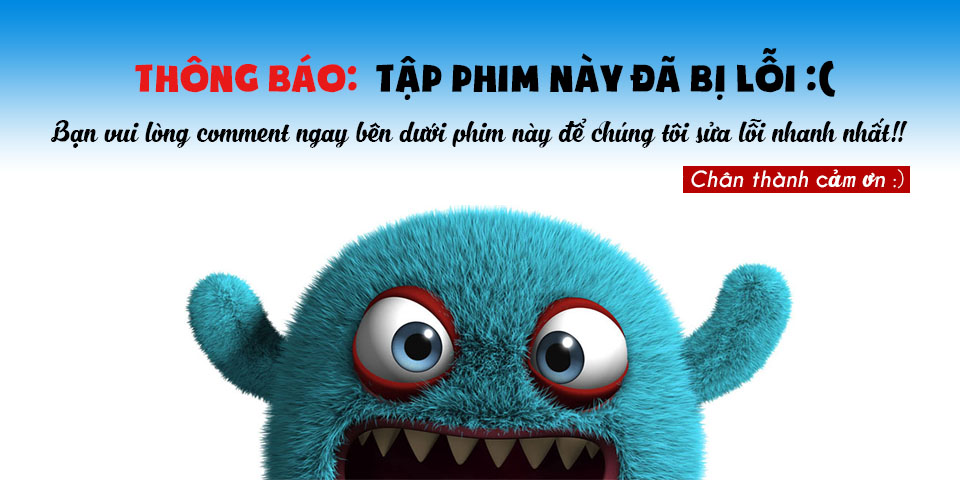 THÔNG BÁO: TẬP PHIM NÀY ĐÃ BỊ LỖI :(
Bạn vui lòng comment ngay bên dưới phim này để chúng tôi sửa lỗi nhanh nhất!!
Chân thành cảm ơn :)